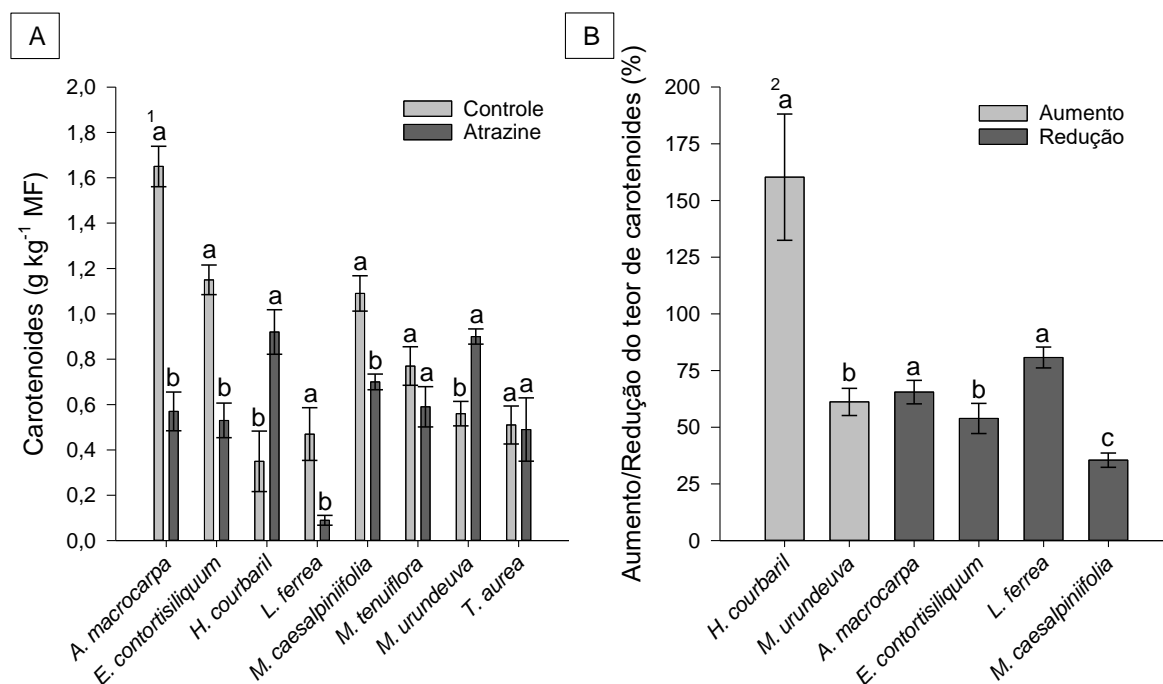 A
Carotenoides (g kg-1 MF)
2,0
1,8
1,6
1,4
1,2
1,0
0,8
0,6
0,4
0,2
0,0
Controle
Atrazine
1
a
b
a
b
b
a
a
b
a
b
a
a
b
a
a
a
A. macrocarpa
E. contortisiliquum
H. courbaril
L. ferrea
M. caesalpiniifolia
M. tenuiflora
M. urundeuva
T. aurea
B
Aumento/Redução do teor de carotenoides (%)
200
175
150
125
100
75
50
25
0
Aumento
Redução
2
a
b
a
b
a
c
H. courbaril
M. urundeuva
A. macrocarpa
E. contortisiliquum
L. ferrea
M. caesalpiniifolia